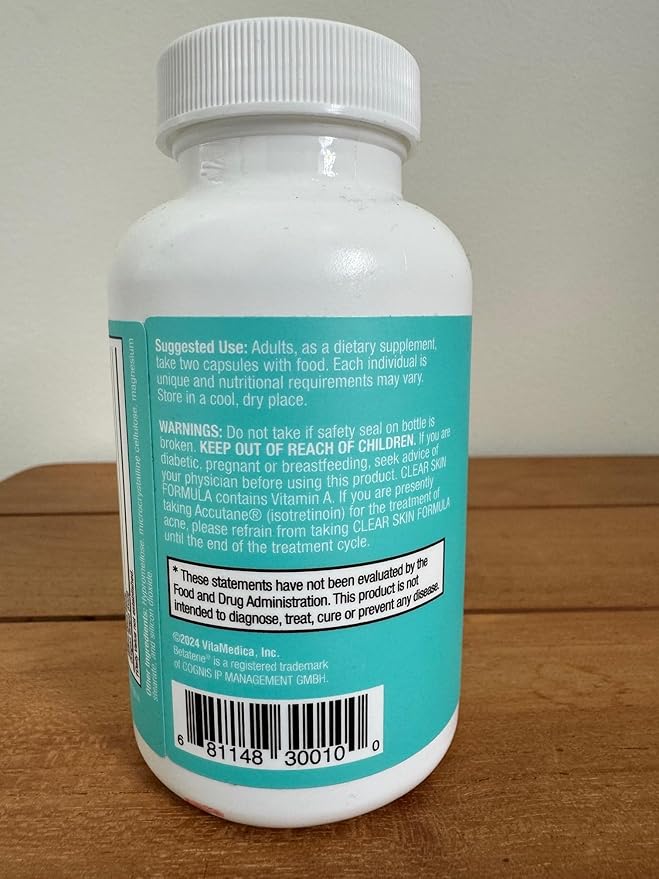 Suggested Use: Adults, as a dietary supplement,
take two capsules with food. Each individual is
unique and nutritional requirements may vary.
Store in a cool, dry place.
WARNINGS: Do not take if safety seal on bottle is
broken. KEEP OUT OF REACH OF CHILDREN. If you are
diabetic, pregnant or breastfeeding, seek advice of
your physician before using this product. CLEAR SKIN
FORMULA contains Vitamin A. If you are presently
taking Accutane® (isotretinoin) for the treatment of
acne, please refrain from taking CLEAR SKIN FORMULA
until the end of the treatment cycle.
* These statements have not been evaluated by the
Food and Drug Administration. This product is not
intended to diagnose, treat, cure or prevent any disease.
©2024 VitaMedica, Inc.
Betatene® is a registered trademark
of COGNIS IP MANAGEMENT GMBH.
6 81148 30010 0
Other Ingredients: hypromellose, microcrystalline cellulose, magnesium
stearate, and silicon dioxide